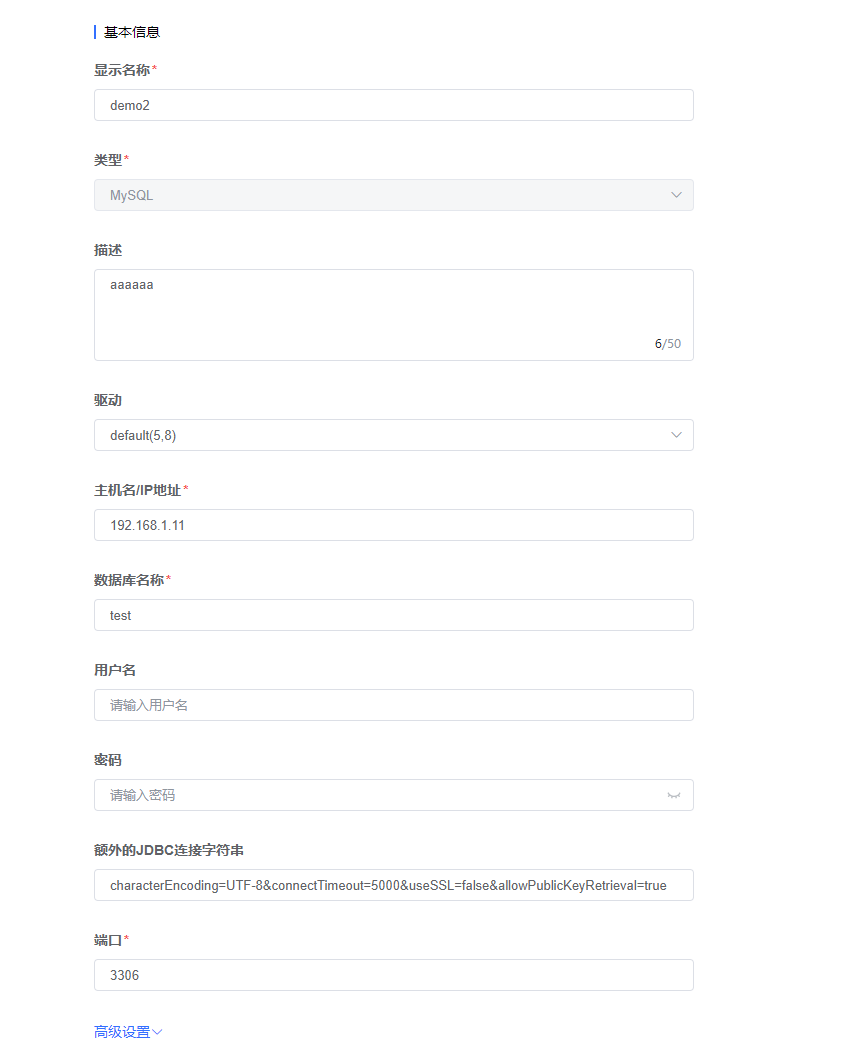 基本信息
显示名称*
demo2
类型*
MySQL
描述
aaaaaa
6/50
驱动
default(5,8)
主机名/IP地址*
192.168.1.11
数据库名称*
test
用户名
请输入用户名
密码
请输入密码
额外的JDBC连接字符串
characterEncoding=UTF-8&connectTimeout=5000&useSSL=false&allowPublicKeyRetrieval=true
端口*
3306
高级设置